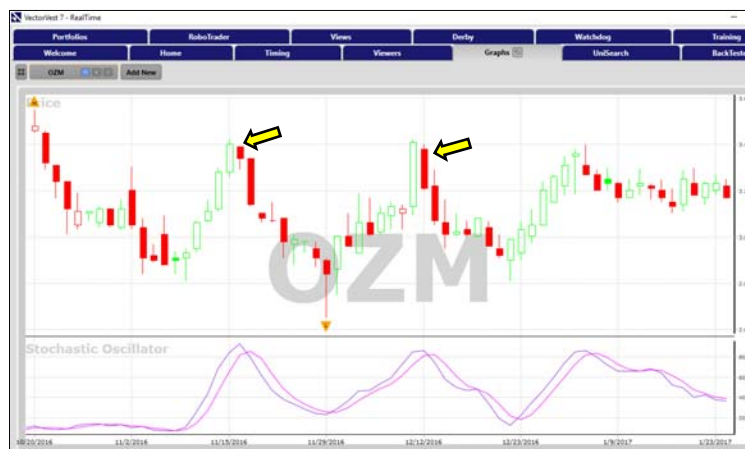 VectorVest 7 - RealTime
Portfolios RoboTrader Views Derby Watchdog Training
Welcome Home Timing Viewers Graphs UniSearch BackTeste
OZM Add New
Price
OZM
Stochastic Oscillator
10/20/2016 11/2/2016 11/15/2016 11/29/2016 12/12/2016 12/23/2016 1/9/2017 1/23/2017